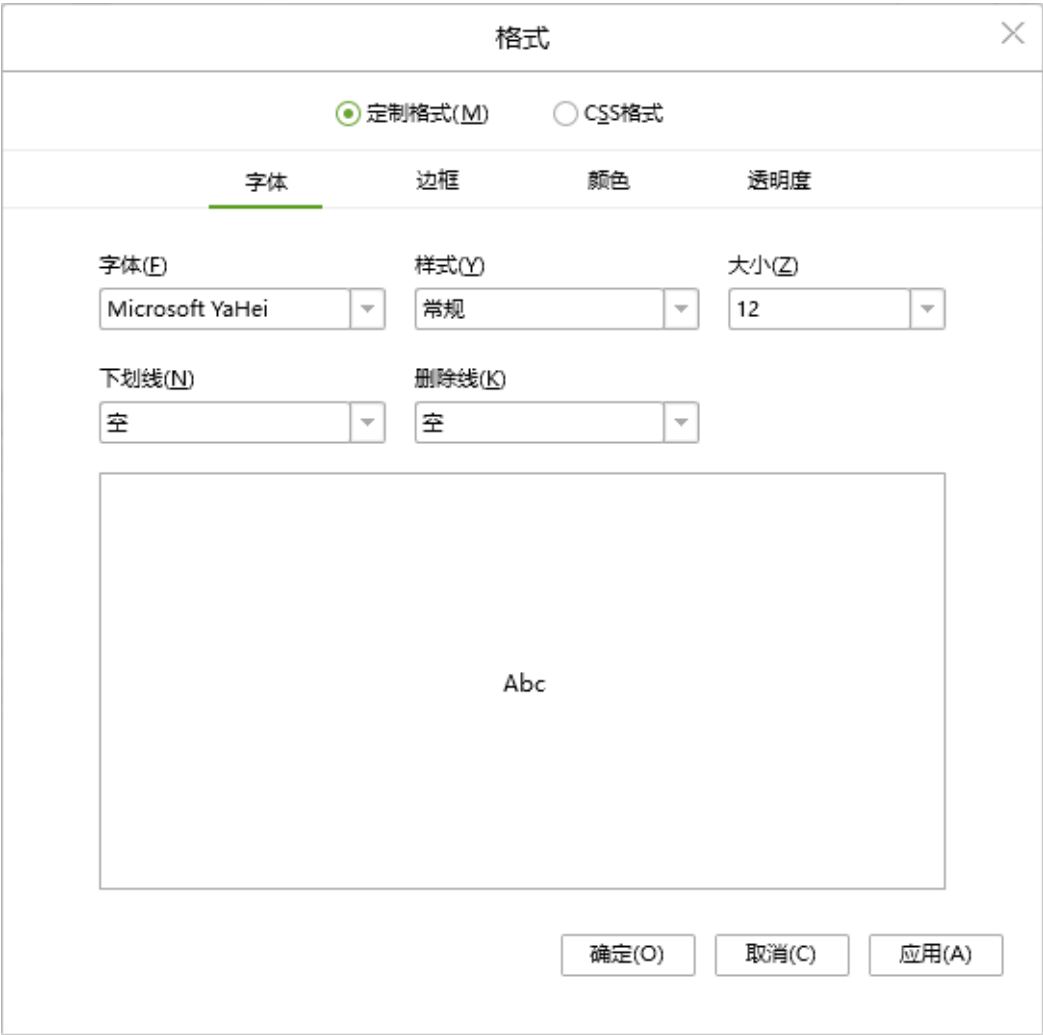 格式
定制格式(M) CSS格式
字体 边框 颜色 透明度
字体(F) 样式(Y) 大小(Z)
Microsoft YaHei 常规 12
下划线(N) 删除线(K)
空 空
Abc
确定(O) 取消(C) 应用(A)